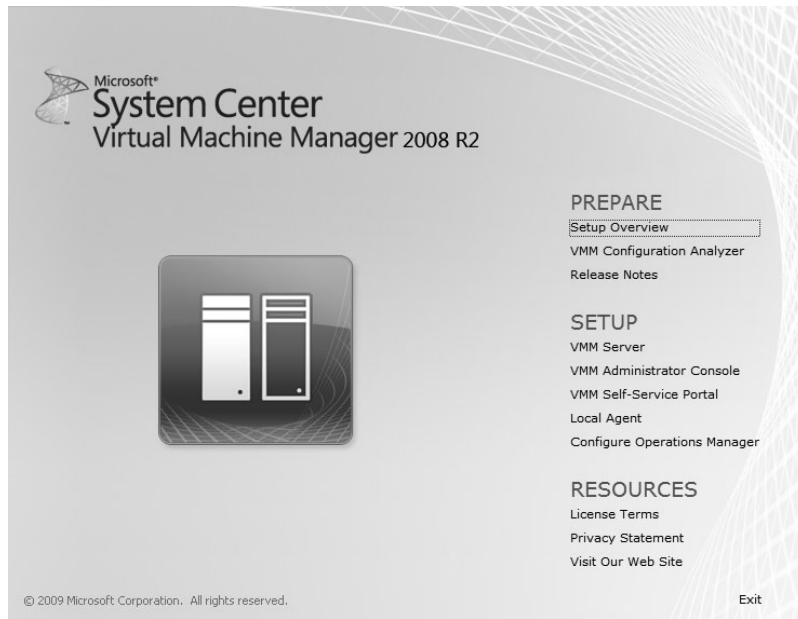 Microsoft®
System Center
Virtual Machine Manager 2008 R2
PREPARE
Setup Overview
VMM Configuration Analyzer
Release Notes
SETUP
VMM Server
VMM Administrator Console
VMM Self-Service Portal
Local Agent
Configure Operations Manager
RESOURCES
License Terms
Privacy Statement
Visit Our Web Site
© 2009 Microsoft Corporation. All rights reserved.
Exit